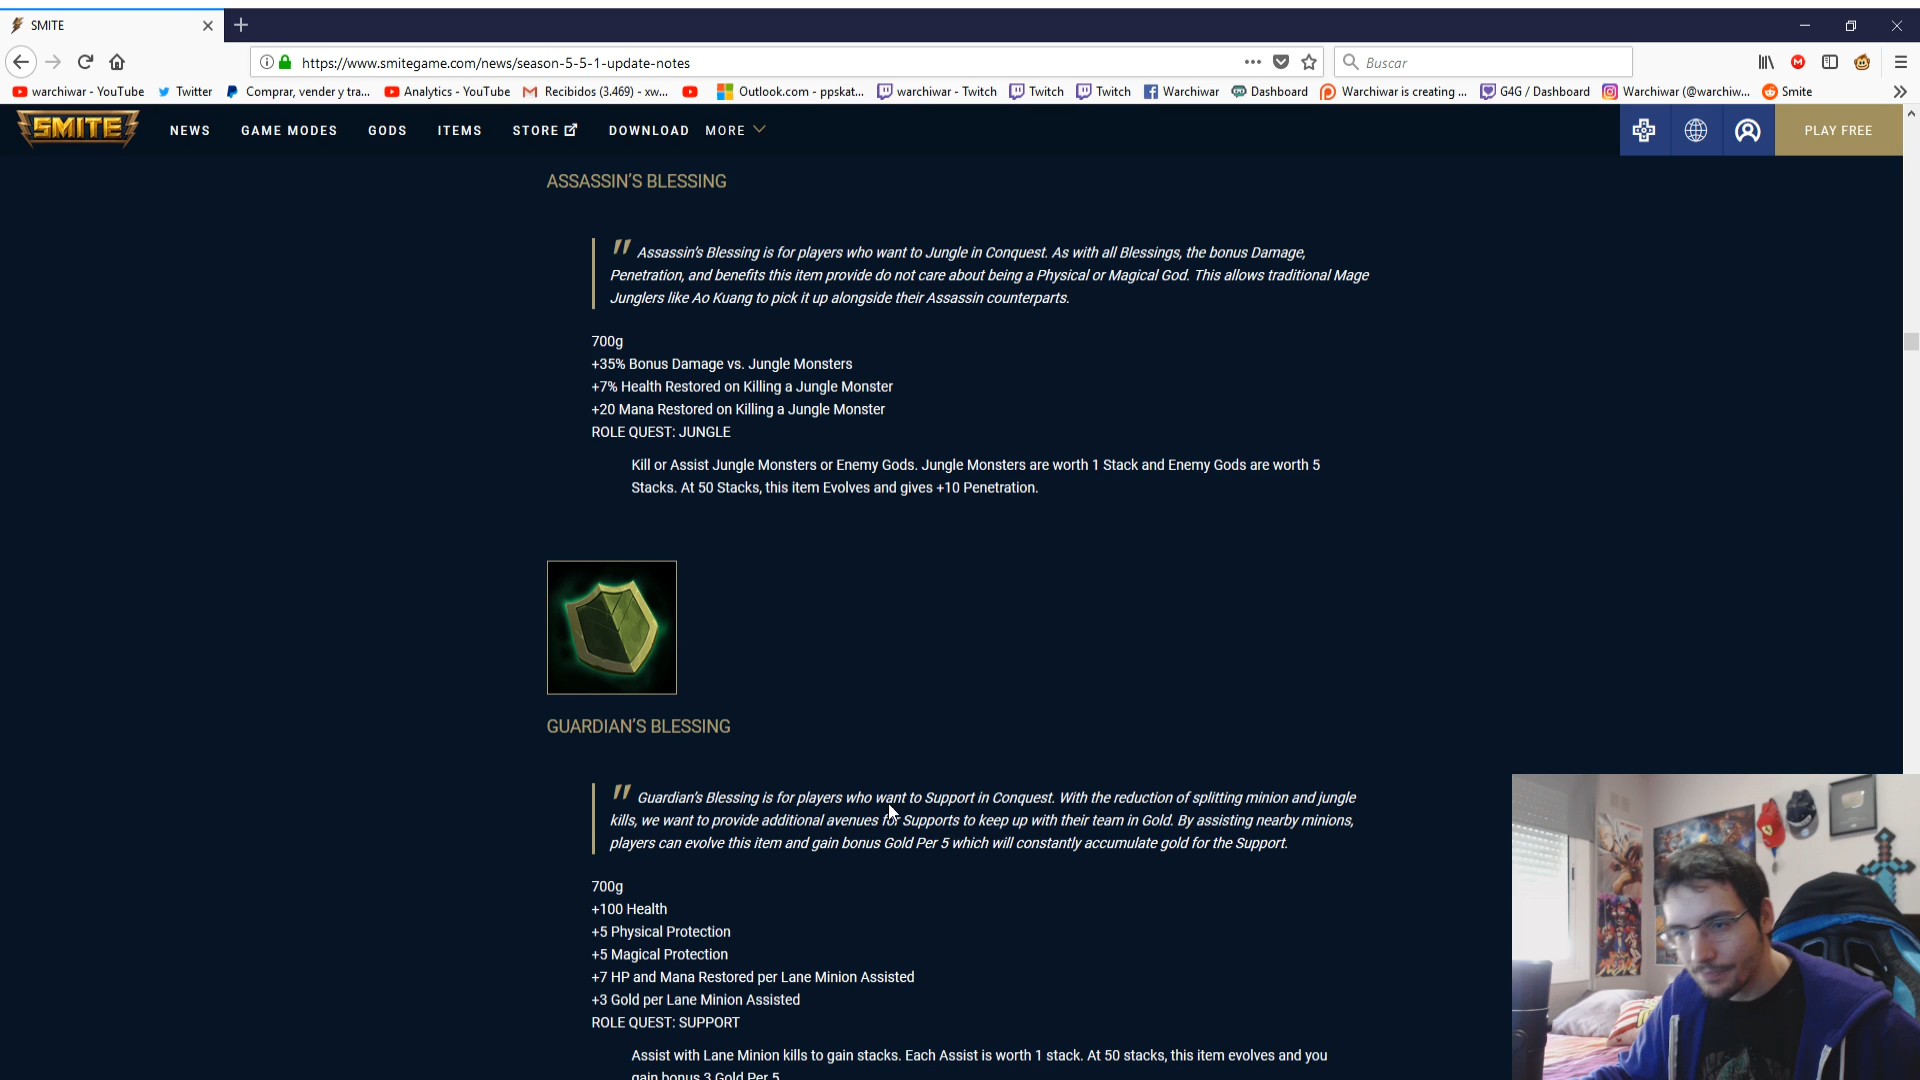 SMITE
https://www.smitegame.com/news/season-5-5-1-update-notes
Buscar
warchiwar - YouTube
Twitter
Comprar, vender y tra...
Analytics - YouTube
Recibidos (3.469) - xw...
Outlook.com - ppskat...
warchiwar - Twitch
Twitch
Twitch
Warchiwar
Dashboard
Warchiwar is creating ...
G4G / Dashboard
Warchiwar (@warchiw...
Smite
SMITE
NEWS
GAME MODES
GODS
ITEMS
STORE
DOWNLOAD
MORE
PLAY FREE
ASSASSIN'S BLESSING
" Assassin's Blessing is for players who want to Jungle in Conquest. As with all Blessings, the bonus Damage,
Penetration, and benefits this item provide do not care about being a Physical or Magical God. This allows traditional Mage
Junglers like Ao Kuang to pick it up alongside their Assassin counterparts.
700g
+35% Bonus Damage vs. Jungle Monsters
+7% Health Restored on Killing a Jungle Monster
+20 Mana Restored on Killing a Jungle Monster
ROLE QUEST: JUNGLE
Kill or Assist Jungle Monsters or Enemy Gods. Jungle Monsters are worth 1 Stack and Enemy Gods are worth 5
Stacks. At 50 Stacks, this item Evolves and gives +10 Penetration.
GUARDIAN'S BLESSING
" Guardian's Blessing is for players who want to Support in Conquest. With the reduction of splitting minion and jungle
kills, we want to provide additional avenues for Supports to keep up with their team in Gold. By assisting nearby minions,
players can evolve this item and gain bonus Gold Per 5 which will constantly accumulate gold for the Support.
700g
+100 Health
+5 Physical Protection
+5 Magical Protection
+7 HP and Mana Restored per Lane Minion Assisted
+3 Gold per Lane Minion Assisted
ROLE QUEST: SUPPORT
Assist with Lane Minion kills to gain stacks. Each Assist is worth 1 stack. At 50 stacks, this item evolves and you
gain bonus 3 Gold Per 5